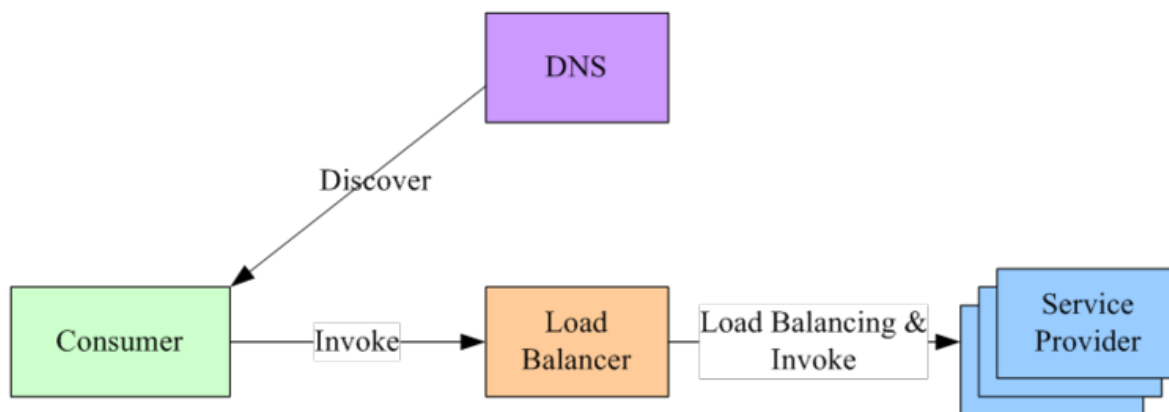 DNS
Discover
Consumer
Invoke
Load
Balancer
Load Balancing &
Invoke
Service
Provider